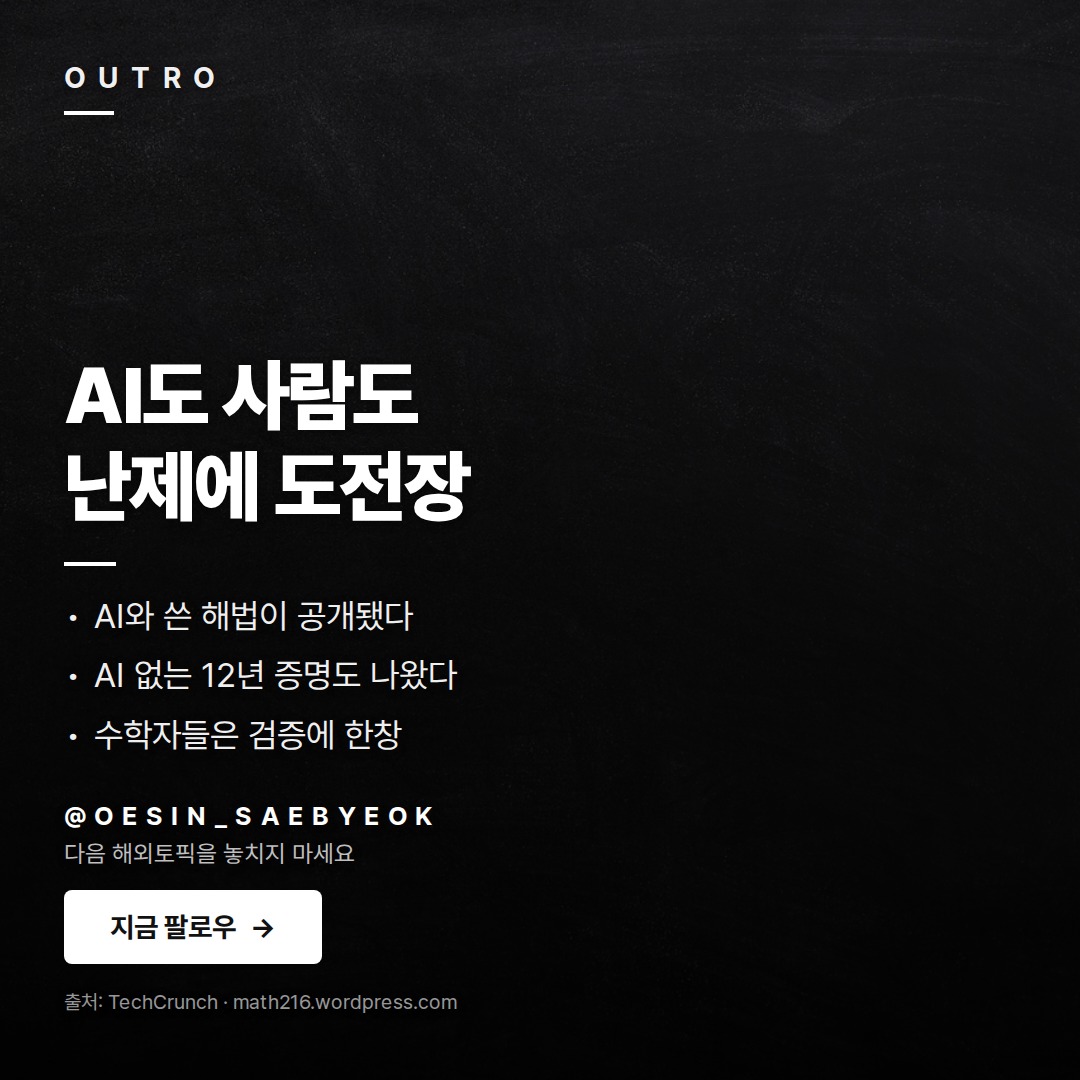 OUTRO
AI도 사람도
난제에 도전장
• AI와 쓴 해법이 공개됐다
• AI 없는 12년 증명도 나왔다
• 수학자들은 검증에 한창
@OESIN_SAEBYEOK
다음 해외토픽을 놓치지 마세요
지금 팔로우 →
출처: TechCrunch · math216.wordpress.com